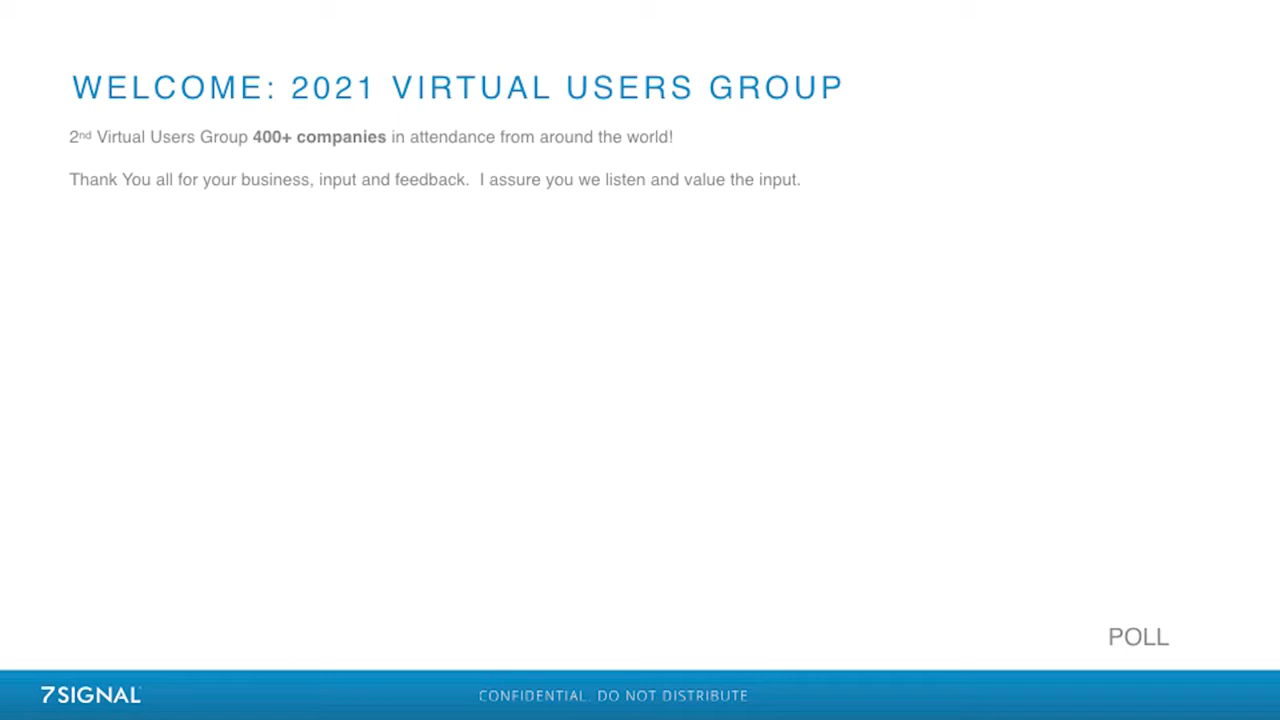 WELCOME: 2021 VIRTUAL USERS GROUP
2nd Virtual Users Group 400+ companies in attendance from around the world!
Thank You all for your business, input and feedback.  I assure you we listen and value the input.
POLL
7SIGNAL
CONFIDENTIAL. DO NOT DISTRIBUTE